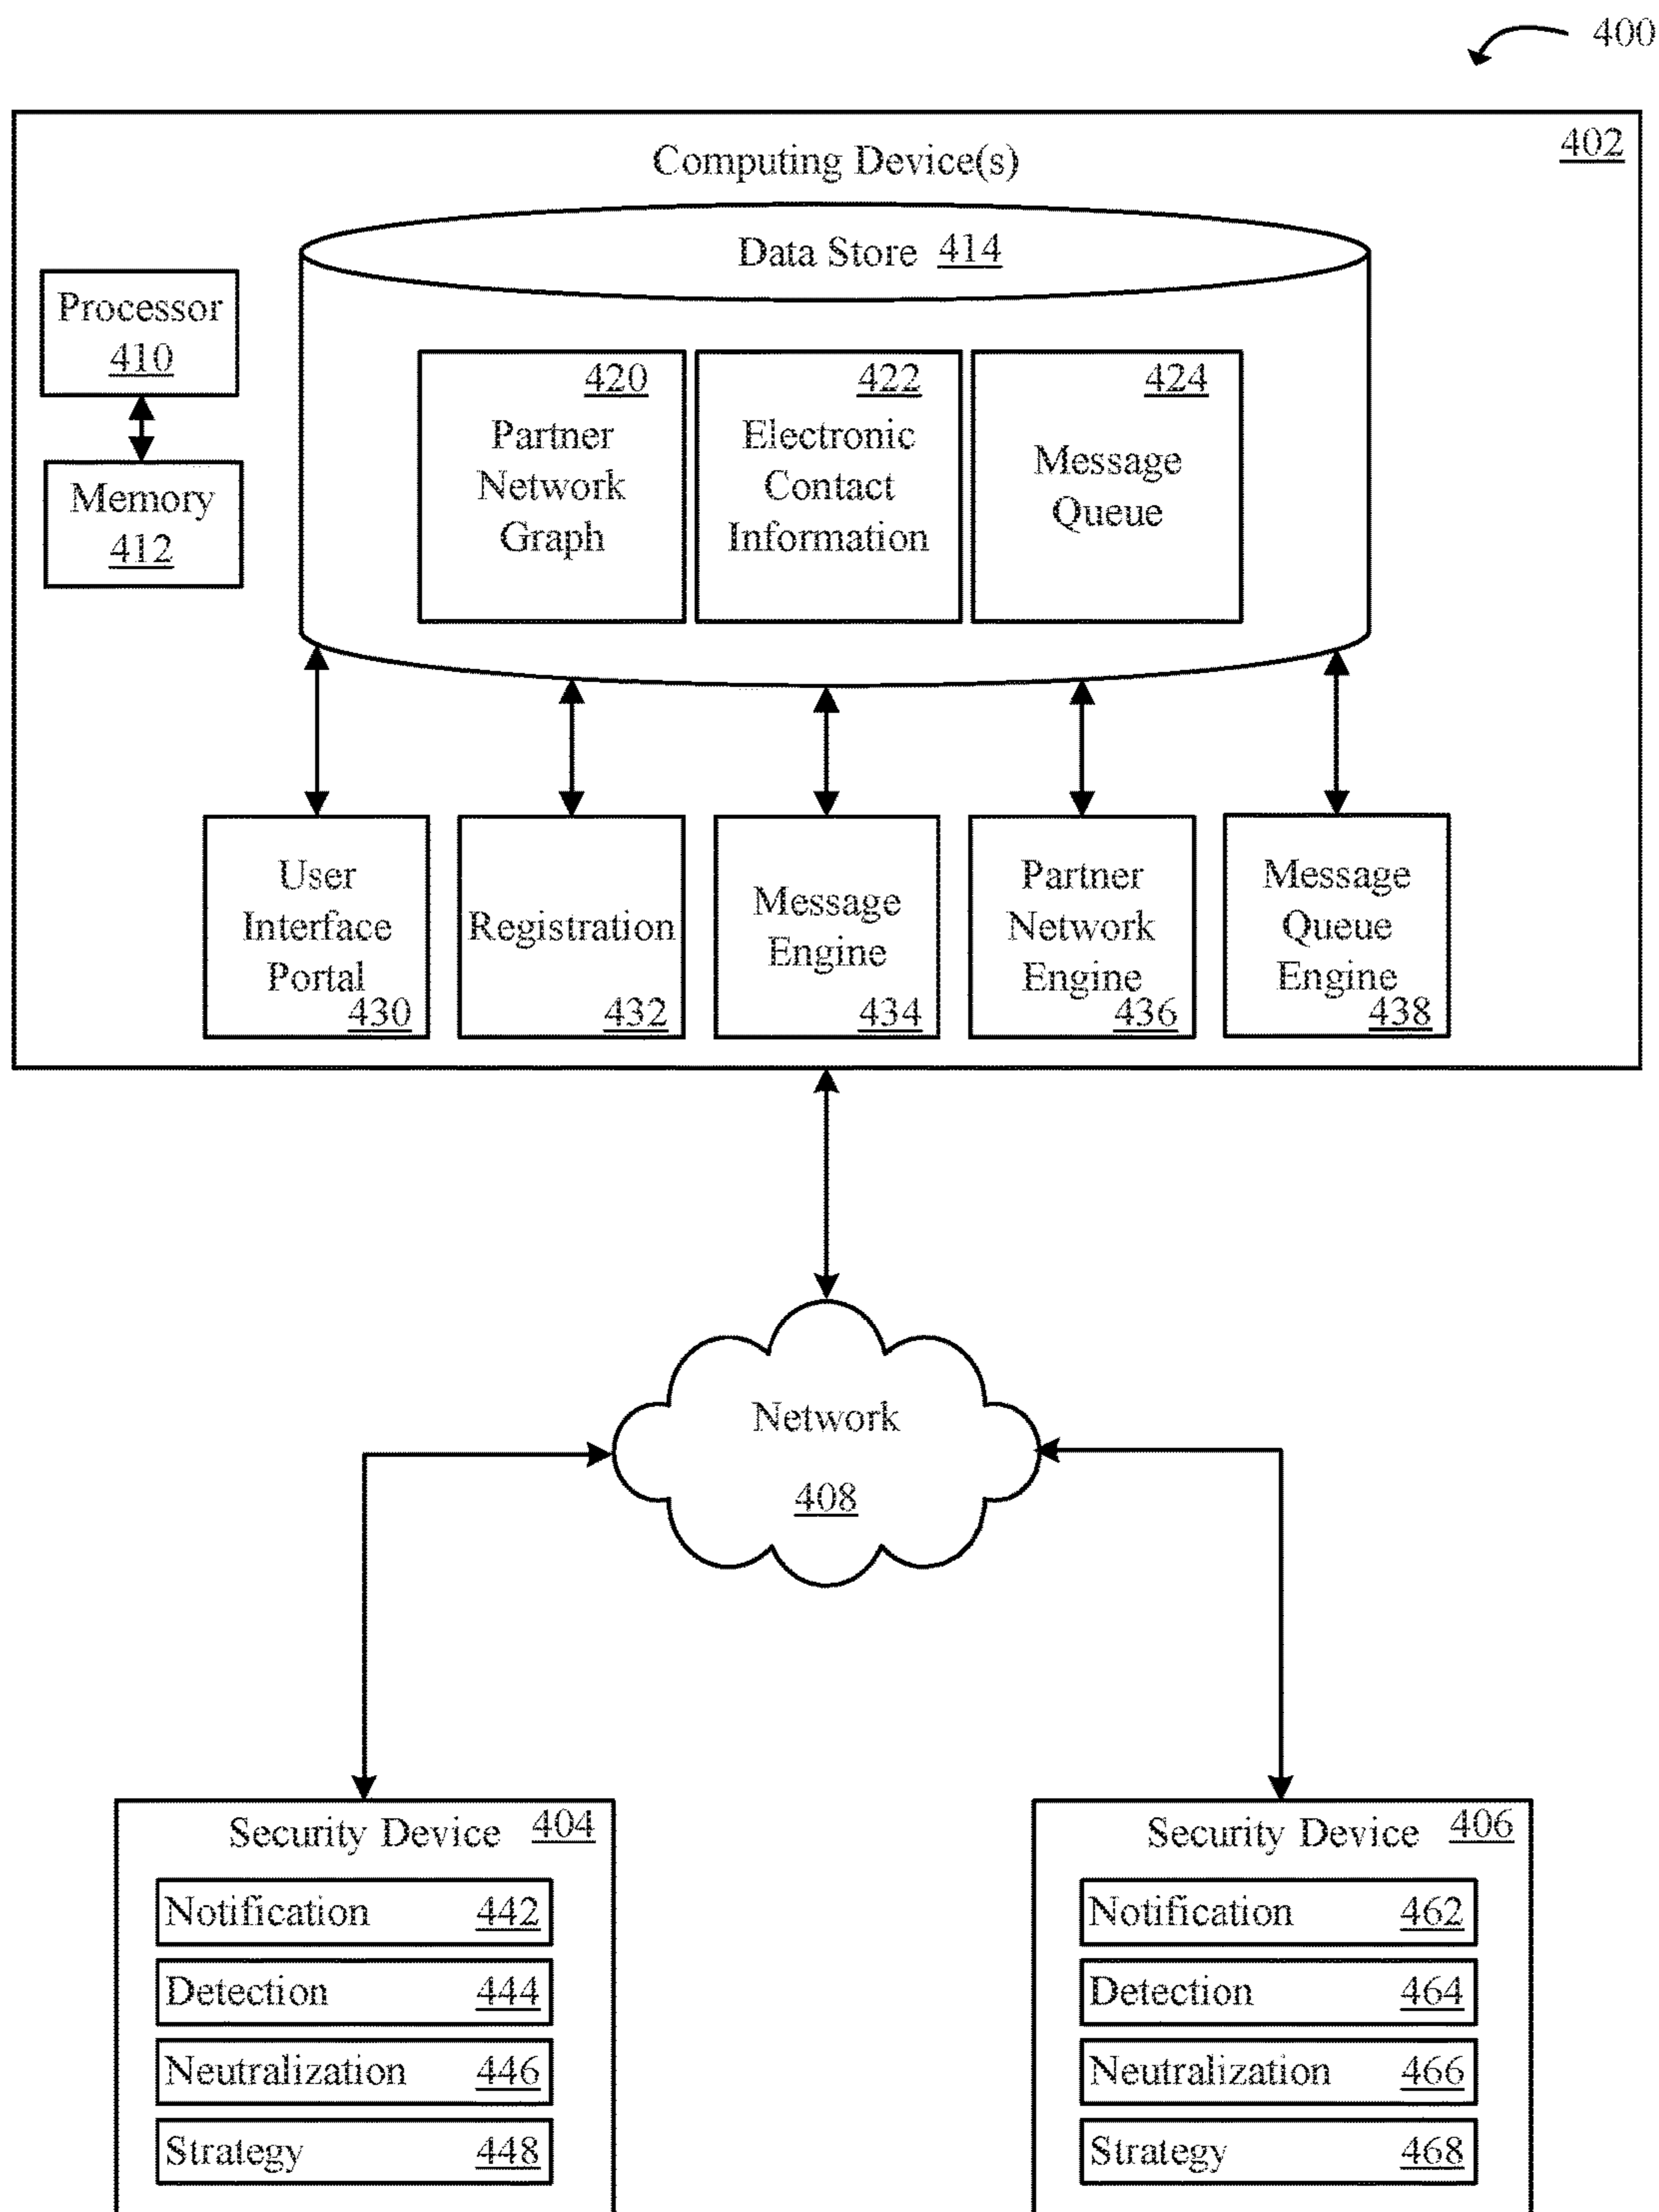 400
402
Computing Device(s)
Data Store 414
Processor
410
Memory
412
420
Partner
Network
Graph
422
Electronic
Contact
Information
424
Message
Queue
User
Interface
Portal
430
Registration
432
Message
Engine
434
Partner
Network
Engine
436
Message
Queue
Engine
438
Network
408
Security Device 404
Notification 442
Detection 444
Neutralization 446
Strategy 448
Security Device 406
Notification 462
Detection 464
Neutralization 466
Strategy 468